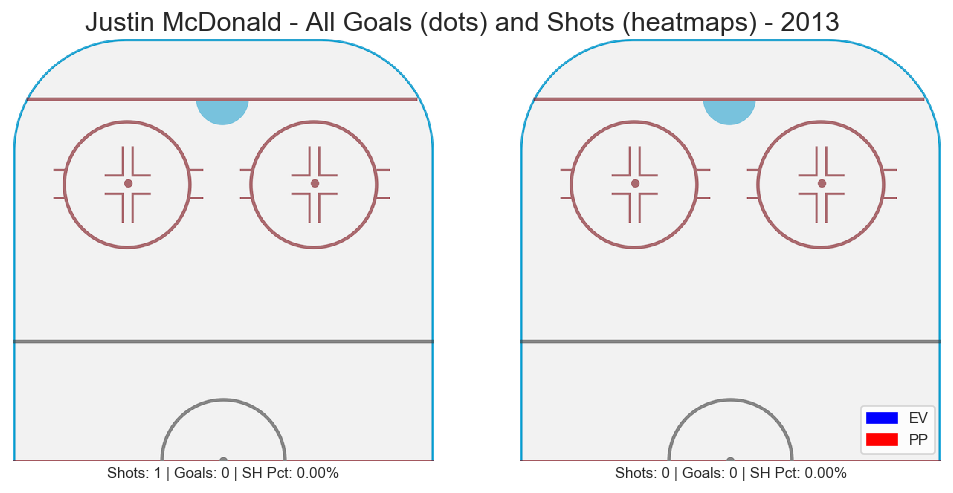 Justin McDonald - All Goals (dots) and Shots (heatmaps) - 2013
EV
PP
Shots: 1 | Goals: 0 | SH Pct: 0.00%
Shots: 0 | Goals: 0 | SH Pct: 0.00%